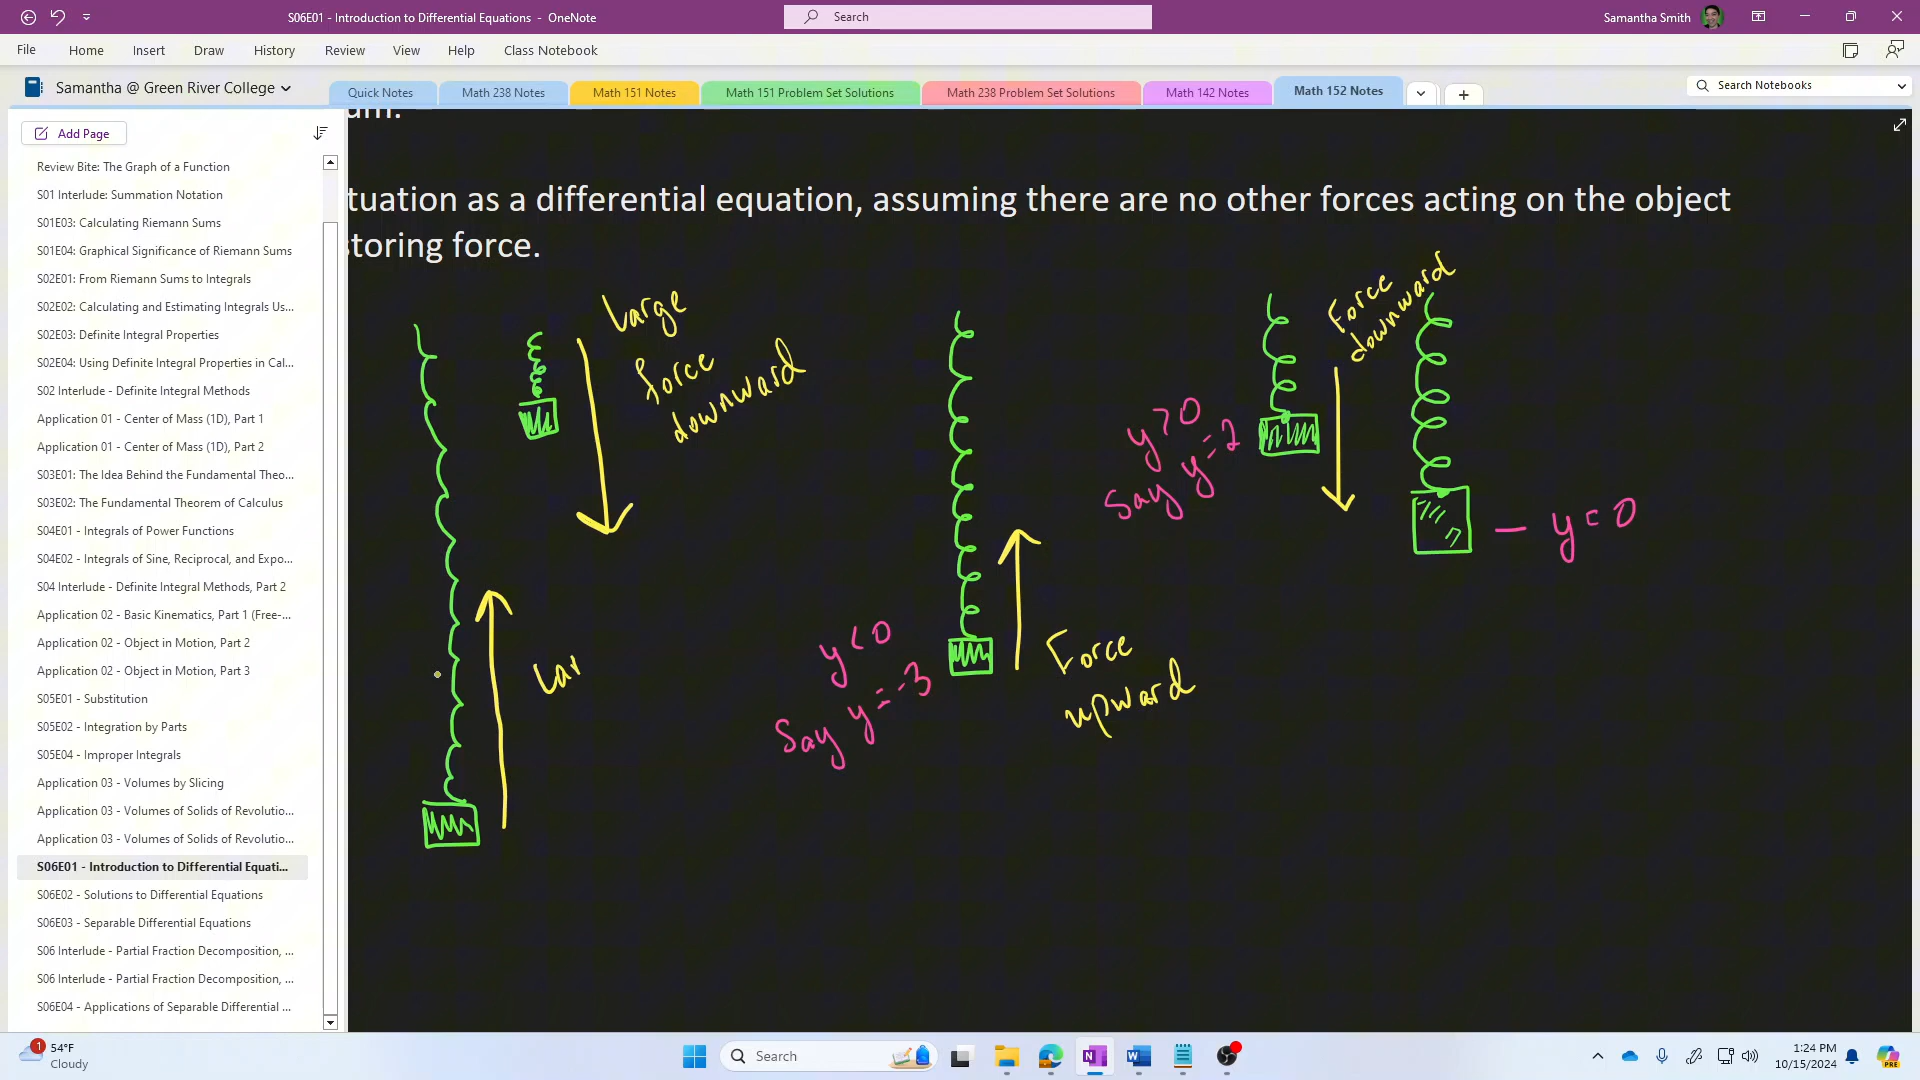 S06E01 - Introduction to Differential Equations - OneNote
Search
Samantha Smith
File Home Insert Draw History Review View Help Class Notebook
Samantha @ Green River College
Quick Notes
Math 238 Notes
Math 151 Notes
Math 151 Problem Set Solutions
Math 238 Problem Set Solutions
Math 142 Notes
Math 152 Notes
Search Notebooks
Add Page
Review Bite: The Graph of a Function
S01 Interlude: Summation Notation
S01E03: Calculating Riemann Sums
S01E04: Graphical Significance of Riemann Sums
S02E01: From Riemann Sums to Integrals
S02E02: Calculating and Estimating Integrals Us...
S02E03: Definite Integral Properties
S02E04: Using Definite Integral Properties in Cal...
S02 Interlude - Definite Integral Methods
Application 01 - Center of Mass (1D), Part 1
Application 01 - Center of Mass (1D), Part 2
S03E01: The Idea Behind the Fundamental Theo...
S03E02: The Fundamental Theorem of Calculus
S04E01 - Integrals of Power Functions
S04E02 - Integrals of Sine, Reciprocal, and Expo...
S04 Interlude - Definite Integral Methods, Part 2
Application 02 - Basic Kinematics, Part 1 (Free-...
Application 02 - Object in Motion, Part 2
Application 02 - Object in Motion, Part 3
S05E01 - Substitution
S05E02 - Integration by Parts
S05E04 - Improper Integrals
Application 03 - Volumes by Slicing
Application 03 - Volumes of Solids of Revolutio...
Application 03 - Volumes of Solids of Revolutio...
S06E01 - Introduction to Differential Equati...
S06E02 - Solutions to Differential Equations
S06E03 - Separable Differential Equations
S06 Interlude - Partial Fraction Decomposition, ...
S06 Interlude - Partial Fraction Decomposition, ...
S06E04 - Applications of Separable Differential ...
um.
tuation as a differential equation, assuming there are no other forces acting on the object
storing force.
Large
force
downward
Lar
y < 0
Say y = -3
Force
upward
y > 0
Say y = 2
Force
downward
y = 0
1
54°F
Cloudy
Search
1:24 PM
10/15/2024
PRE